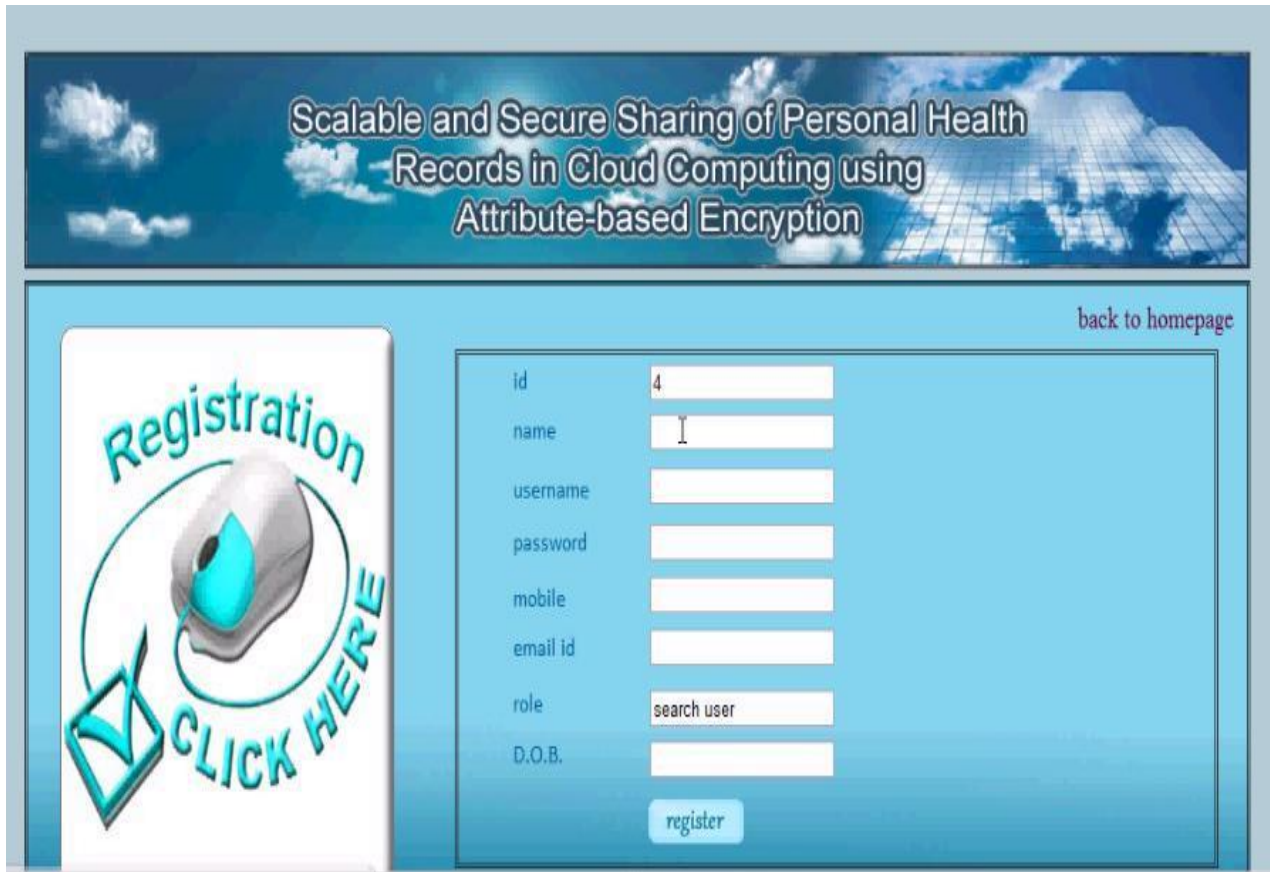 Scalable and Secure Sharing of Personal Health
Records in Cloud Computing using
Attribute-based Encryption
back to homepage
Registration
CLICK HERE
id 4
name
username
password
mobile
email id
role search user
D.O.B.
register